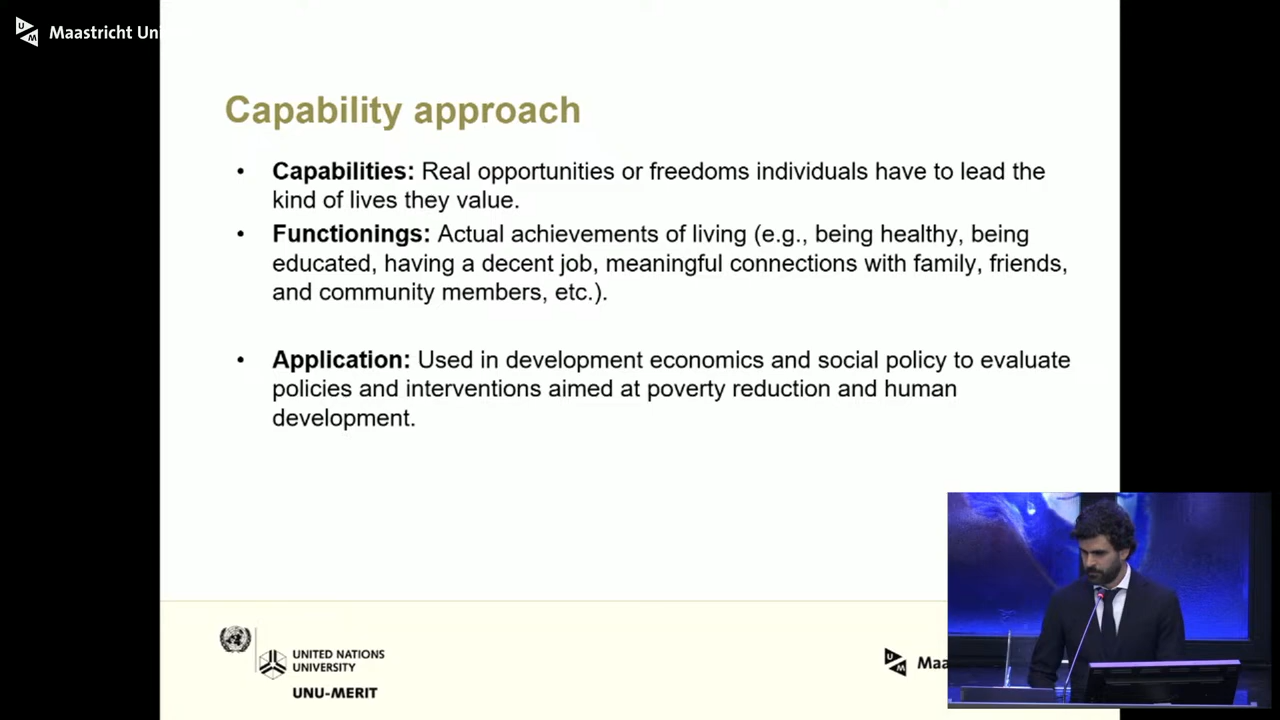 Maastricht Uni
Capability approach
• Capabilities: Real opportunities or freedoms individuals have to lead the
kind of lives they value.
• Functionings: Actual achievements of living (e.g., being healthy, being
educated, having a decent job, meaningful connections with family, friends,
and community members, etc.).
• Application: Used in development economics and social policy to evaluate
policies and interventions aimed at poverty reduction and human
development.
UNITED NATIONS
UNIVERSITY
UNU-MERIT
Maa